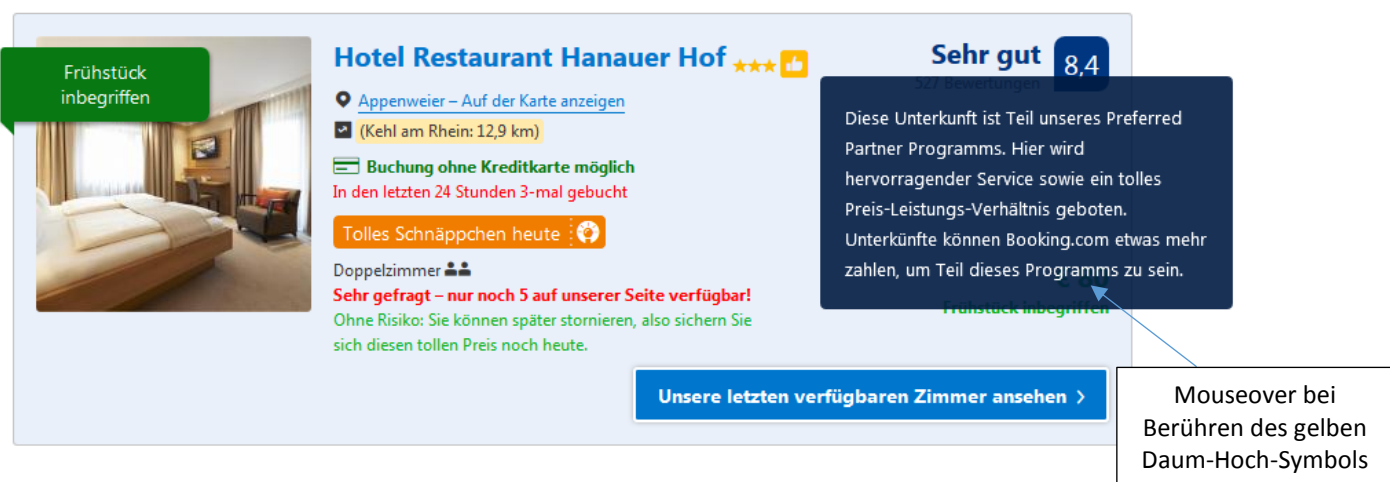 Frühstück
inbegriffen
Hotel Restaurant Hanauer Hof
Appenweier – Auf der Karte anzeigen
(Kehl am Rhein: 12,9 km)
Buchung ohne Kreditkarte möglich
In den letzten 24 Stunden 3-mal gebucht
Tolles Schnäppchen heute
Doppelzimmer
Sehr gefragt – nur noch 5 auf unserer Seite verfügbar!
Ohne Risiko: Sie können später stornieren, also sichern Sie
sich diesen tollen Preis noch heute.
Sehr gut 8,4
527 Bewertungen
Diese Unterkunft ist Teil unseres Preferred
Partner Programms. Hier wird
hervorragender Service sowie ein tolles
Preis-Leistungs-Verhältnis geboten.
Unterkünfte können Booking.com etwas mehr
zahlen, um Teil dieses Programms zu sein.
Frühstück inbegriffen
Unsere letzten verfügbaren Zimmer ansehen
Mouseover bei
Berühren des gelben
Daum-Hoch-Symbols